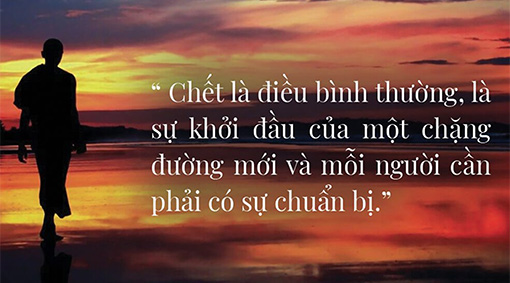 “ Chết là điều bình thường, là
sự khởi đầu của một chặng
đường mới và mỗi người cần
phải có sự chuẩn bị.”